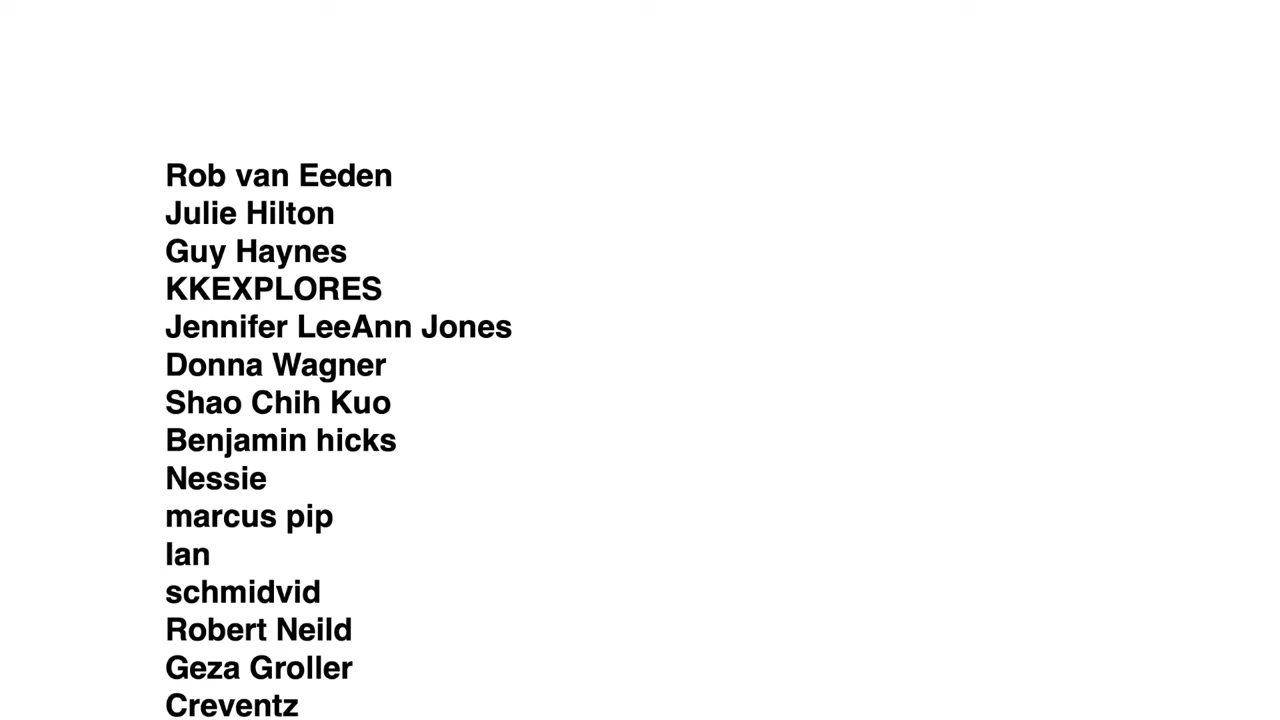 Rob van Eeden
Julie Hilton
Guy Haynes
KKEXPLORES
Jennifer LeeAnn Jones
Donna Wagner
Shao Chih Kuo
Benjamin hicks
Nessie
marcus pip
Ian
schmidvid
Robert Neild
Geza Groller
Creventz